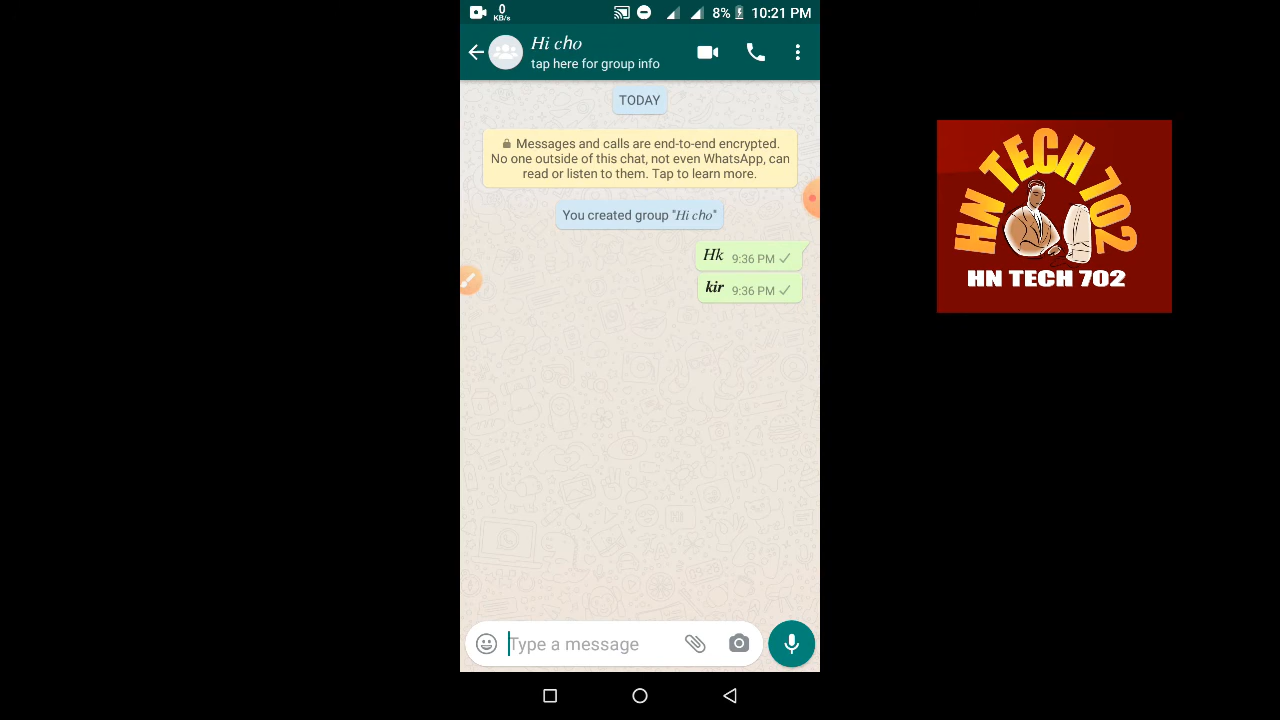 0
KB/s
8%
10:21 PM
Hi cho
tap here for group info
TODAY
Messages and calls are end-to-end encrypted.
No one outside of this chat, not even WhatsApp, can
read or listen to them. Tap to learn more.
You created group "Hi cho"
Hk 9:36 PM
kir 9:36 PM
Type a message
HN TECH 702
HN TECH 702